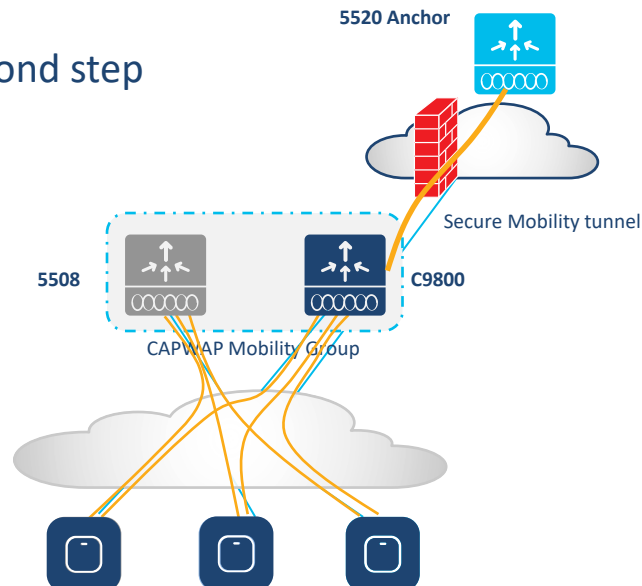 5520 Anchor
ond step
Secure Mobility tunnel
5508
C9800
CAPWAP Mobility Group